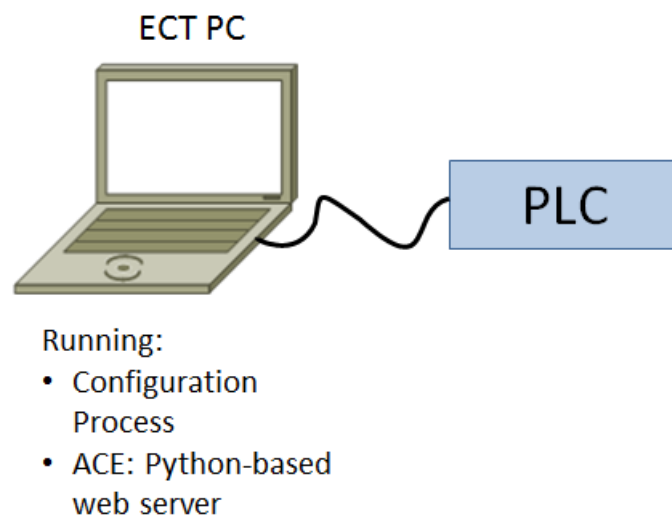 ECT PC
PLC
Running:
• Configuration
Process
• ACE: Python-based
web server